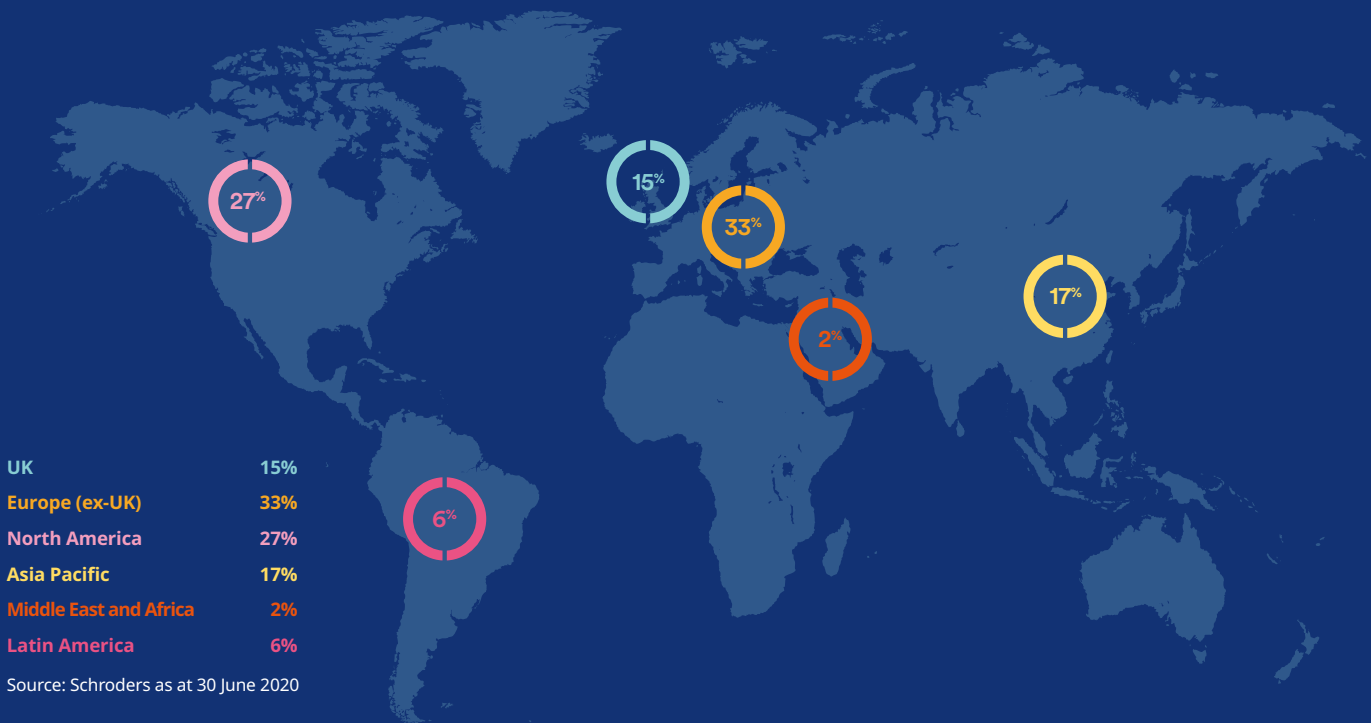 27%
15%
33%
17%
2%
6%
UK 15%
Europe (ex-UK) 33%
North America 27%
Asia Pacific 17%
Middle East and Africa 2%
Latin America 6%
Source: Schroders as at 30 June 2020